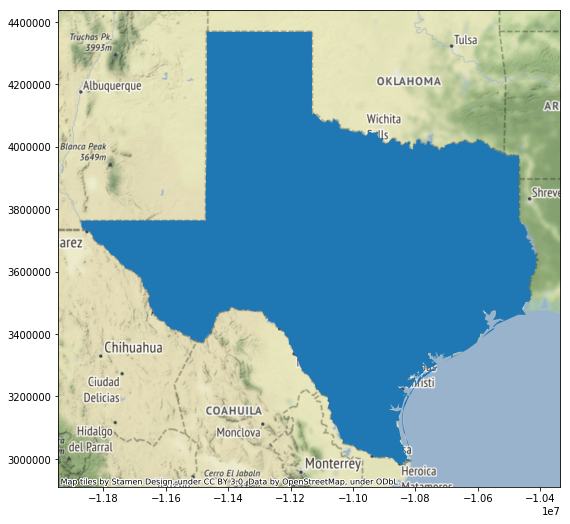 4400000
4200000
4000000
3800000
3600000
3400000
3200000
3000000
Truchas Pk.
3993m
Tulsa
Albuquerque
OKLAHOMA
AR
Wichita
Falls
Blanca Peak
3649m
Shreve
arez
Chihuahua
Ciudad
Delicias
COAHUILA
Hidalgo
del Parral
Monclova
Monterrey
Cerro El Jabaln
Heroica
Matamoros
Map tiles by Stamen Design, under CC BY 3.0. Data by OpenStreetMap, under ODbL.
−1.18
−1.16
−1.14
−1.12
−1.10
−1.08
−1.06
−1.04
1e7